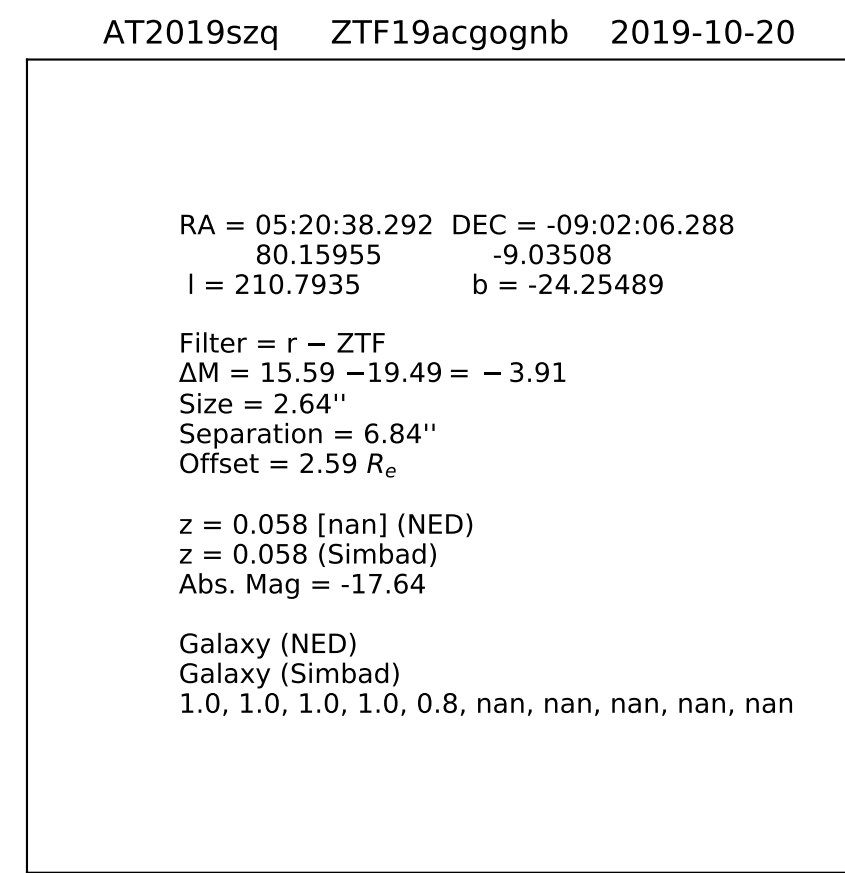 AT2019szq ZTF19acgognb 2019-10-20
RA = 05:20:38.292 DEC = -09:02:06.288
80.15955 -9.03508
l = 210.7935 b = -24.25489
Filter = r − ZTF
ΔM = 15.59 −19.49 = − 3.91
Size = 2.64''
Separation = 6.84''
Offset = 2.59 Rₑ
z = 0.058 [nan] (NED)
z = 0.058 (Simbad)
Abs. Mag = -17.64
Galaxy (NED)
Galaxy (Simbad)
1.0, 1.0, 1.0, 1.0, 0.8, nan, nan, nan, nan, nan